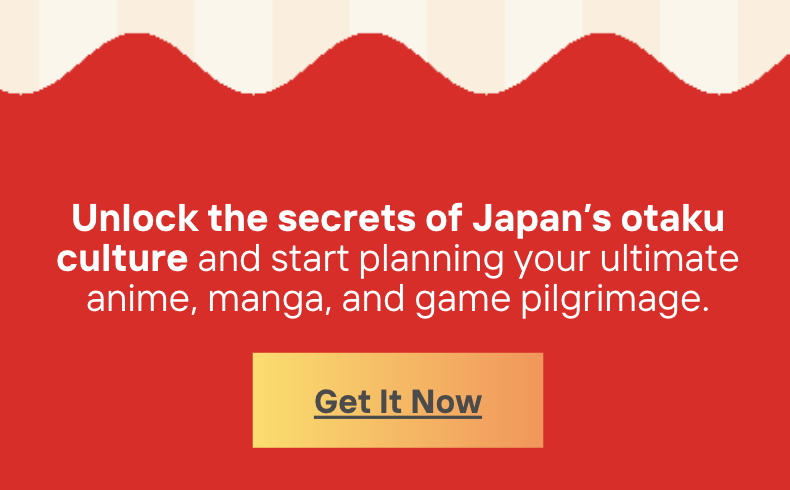 Unlock the secrets of Japan’s otaku
culture and start planning your ultimate
anime, manga, and game pilgrimage.
Get It Now